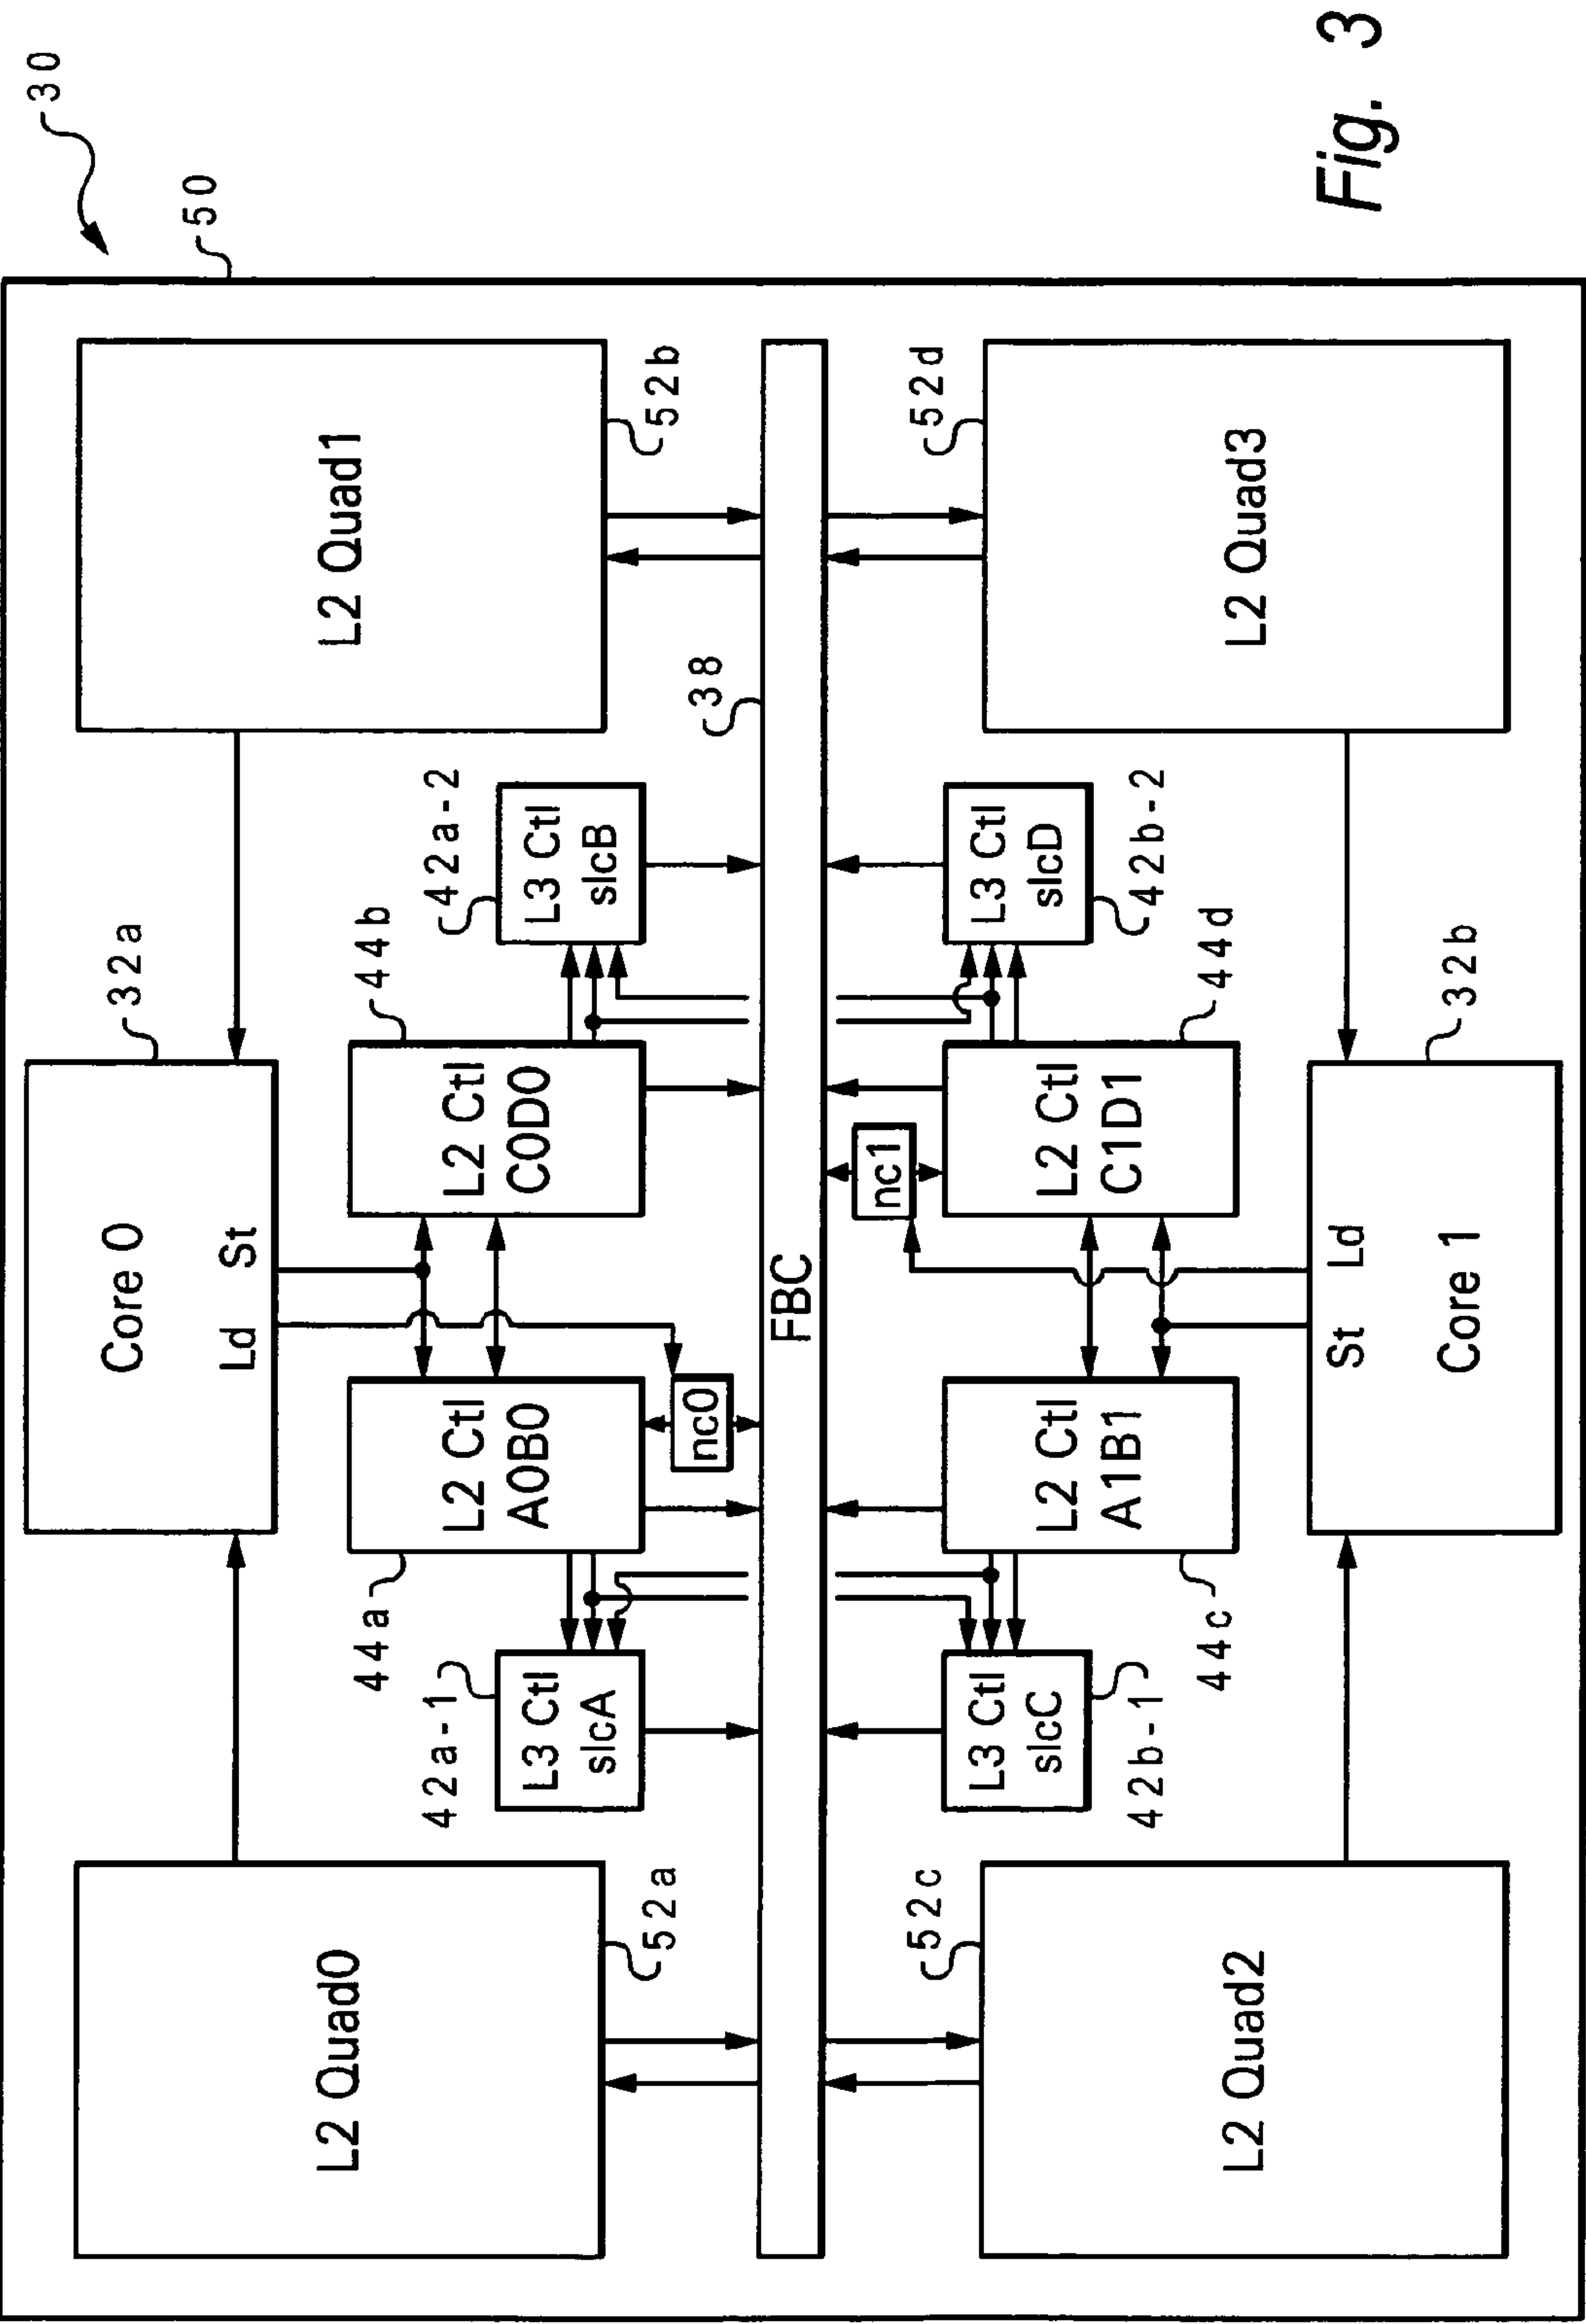 30
50
32a
Core 0
Ld St
L2 Quad0
52a
L2 Quad1
52b
44a
L2 Ctl
A0B0
44b
L2 Ctl
C0D0
42a-1
L3 Ctl
slcA
42a-2
L3 Ctl
slcB
nc0
38
FBC
nc1
52c
L2 Quad2
52d
L2 Quad3
L3 Ctl
slcC
42b-1
L3 Ctl
slcD
42b-2
L2 Ctl
A1B1
44c
L2 Ctl
C1D1
44d
St Ld
Core 1
32b
Fig. 3